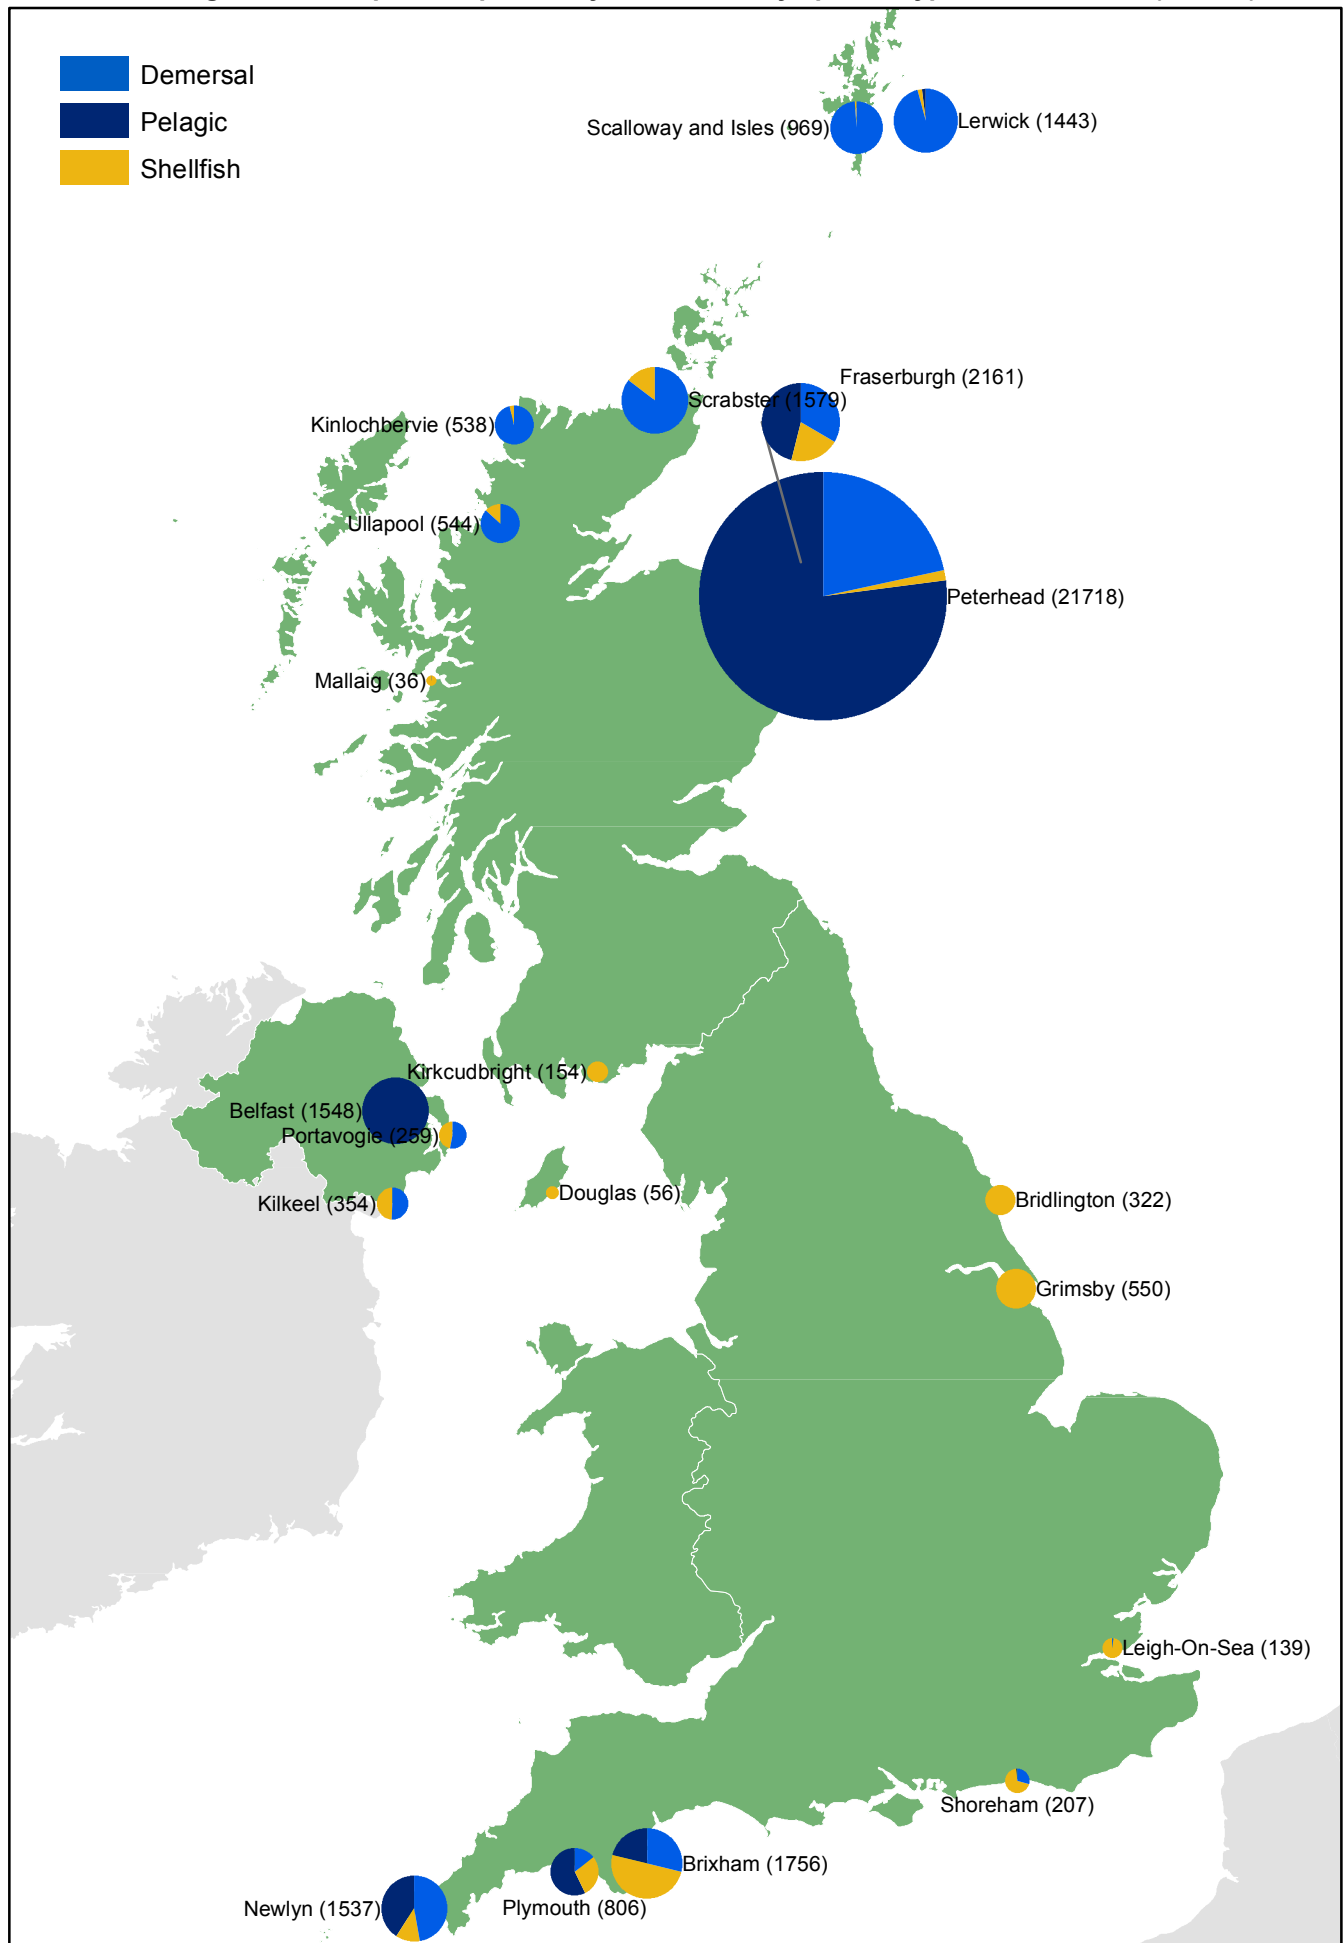 Demersal
Pelagic
Shellfish
Scalloway and Isles (969)
Lerwick (1443)
Fraserburgh (2161)
Scrabster (1579)
Kinlochbervie (538)
Ullapool (544)
Peterhead (21718)
Mallaig (36)
Kirkcudbright (154)
Belfast (1548)
Portavogie (259)
Kilkeel (354)
Douglas (56)
Bridlington (322)
Grimsby (550)
Leigh-On-Sea (139)
Shoreham (207)
Brixham (1756)
Plymouth (806)
Newlyn (1537)